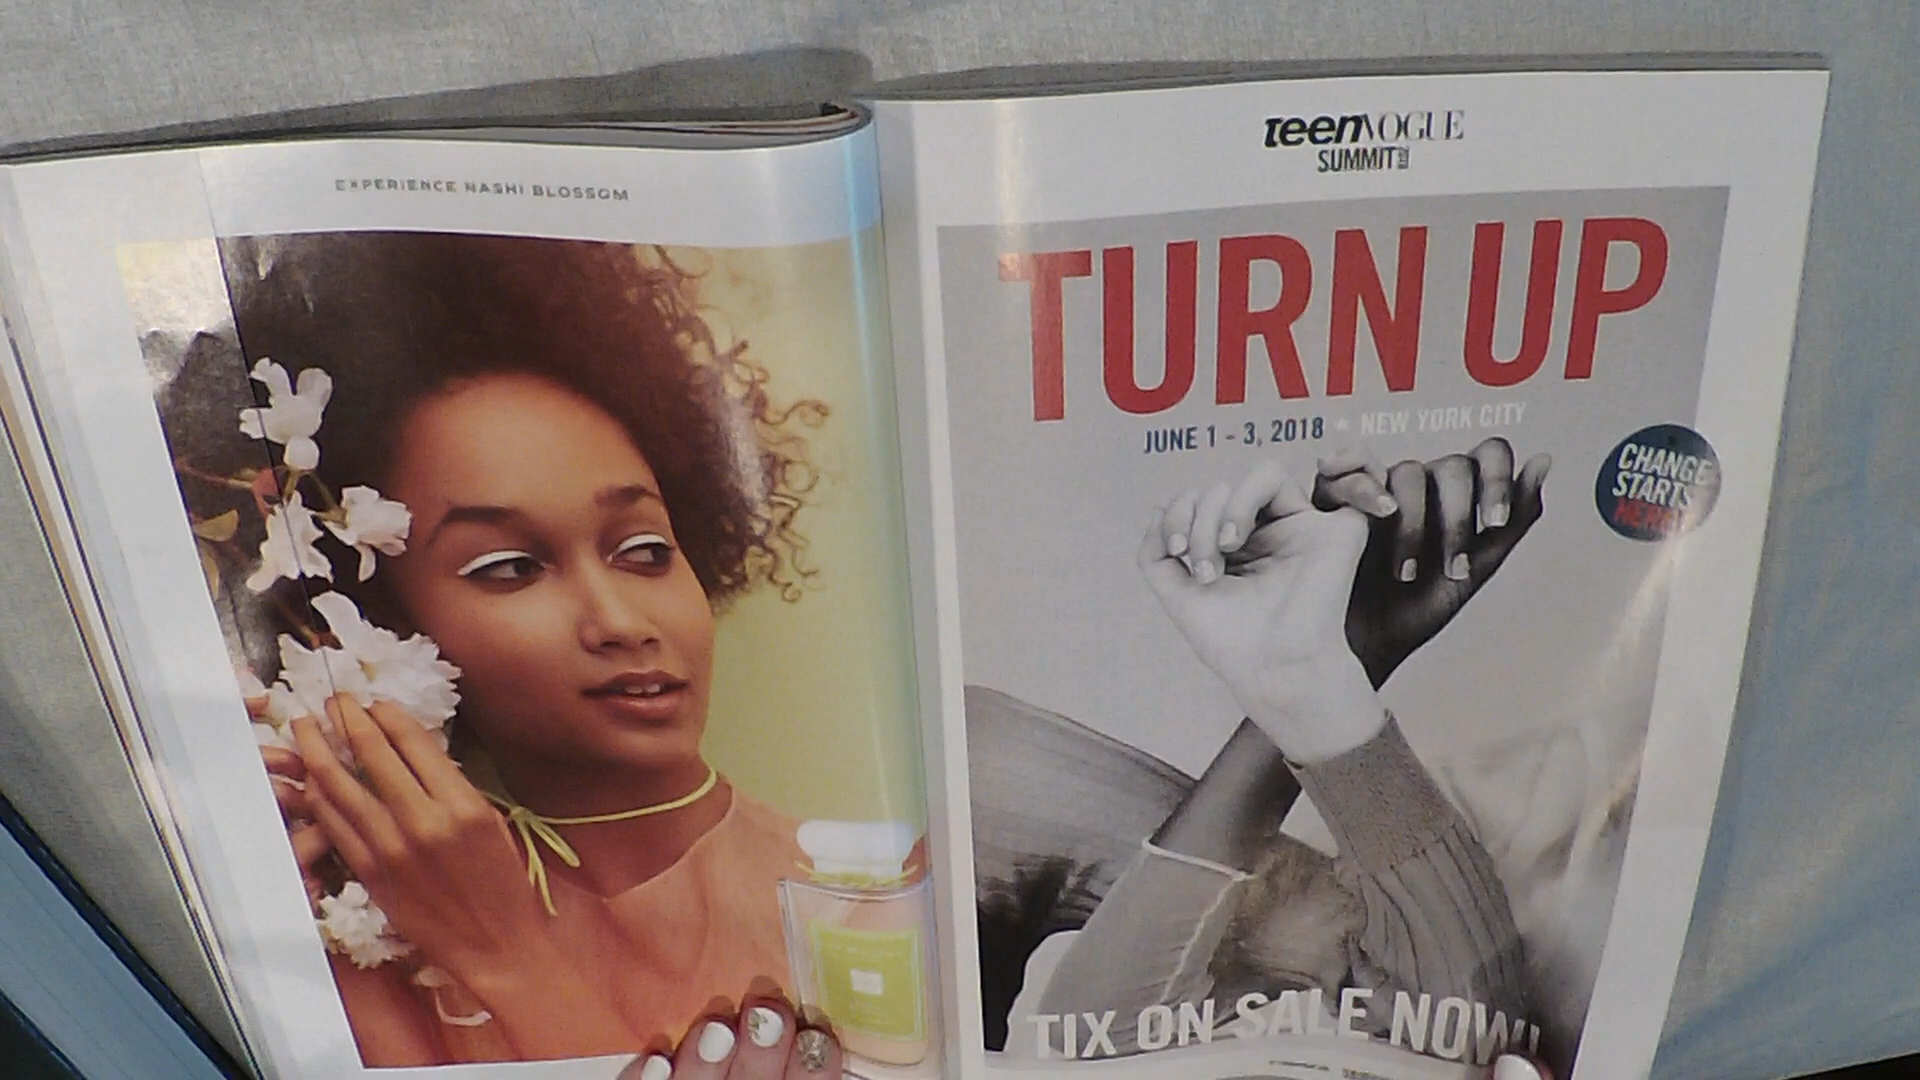 EXPERIENCE NASHI BLOSSOM
teenVOGUE
SUMMIT
TURN UP
JUNE 1 - 3, 2018 * NEW YORK CITY
CHANGE
STARTS
HERE
TIX ON SALE NOW!